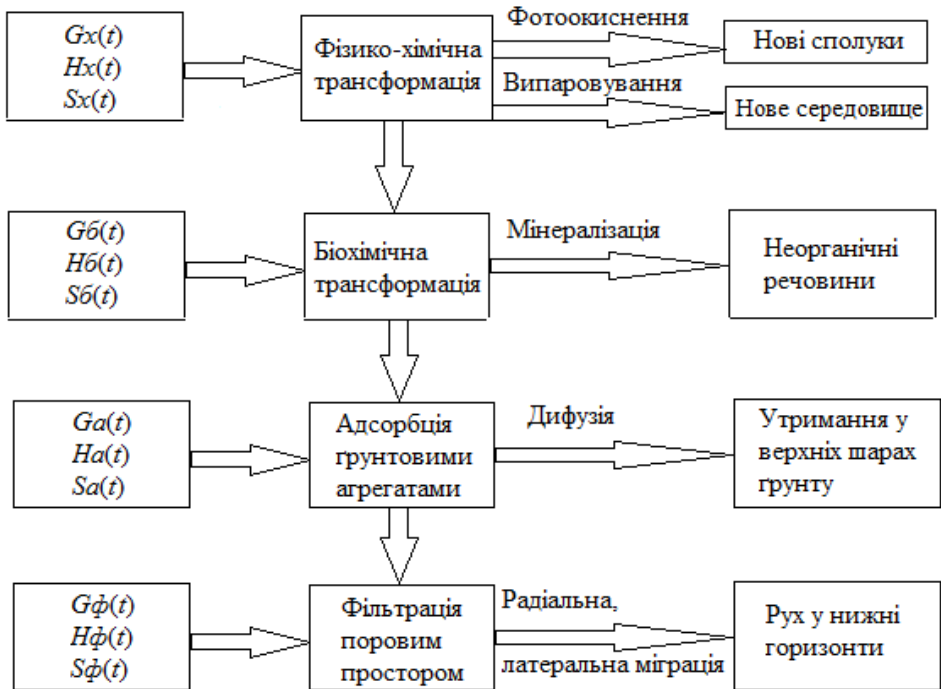 Gx(t)
Hx(t)
Sx(t)
Фізико-хімічна
трансформація
Фотоокиснення
Нові сполуки
Випаровування
Нове середовище
Gб(t)
Hб(t)
Sб(t)
Біохімічна
трансформація
Мінералізація
Неорганічні
речовини
Ga(t)
Ha(t)
Sa(t)
Адсорбція
ґрунтовими
агрегатами
Дифузія
Утримання у
верхніх шарах
ґрунту
Gф(t)
Hф(t)
Sф(t)
Фільтрація
поровим
простором
Радіальна,
латеральна міграція
Рух у нижні
горизонти